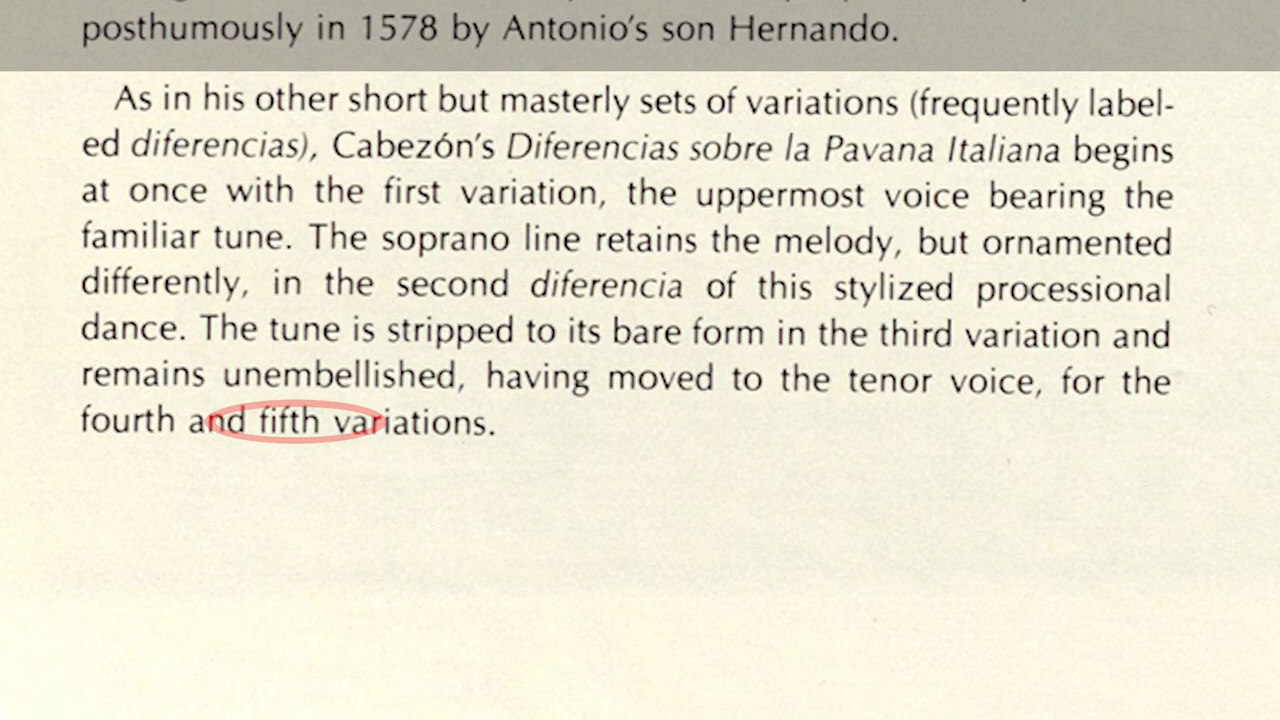 posthumously in 1578 by Antonio's son Hernando.
As in his other short but masterly sets of variations (frequently label-
ed diferencias), Cabezón's Diferencias sobre la Pavana Italiana begins
at once with the first variation, the uppermost voice bearing the
familiar tune. The soprano line retains the melody, but ornamented
differently, in the second diferencia of this stylized processional
dance. The tune is stripped to its bare form in the third variation and
remains unembellished, having moved to the tenor voice, for the
fourth and fifth variations.